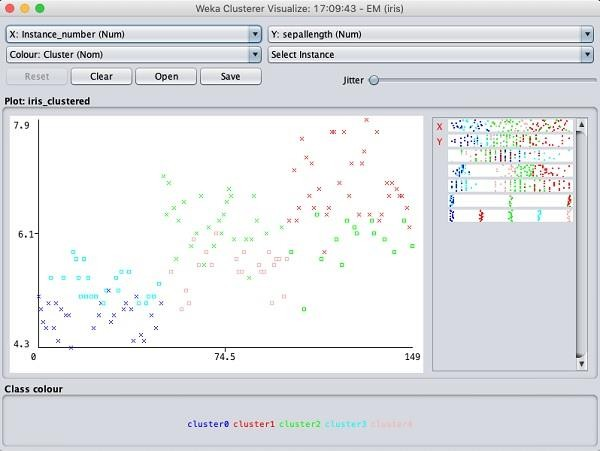 Weka Clusterer Visualize: 17:09:43 - EM (iris)
X: Instance_number (Num) Y: sepallength (Num)
Colour: Cluster (Nom) Select Instance
Reset Clear Open Save Jitter
Plot: iris_clustered
7.9
6.1
4.3
0 74.5 149
X
Y
Class colour
cluster0 cluster1 cluster2 cluster3 cluster4